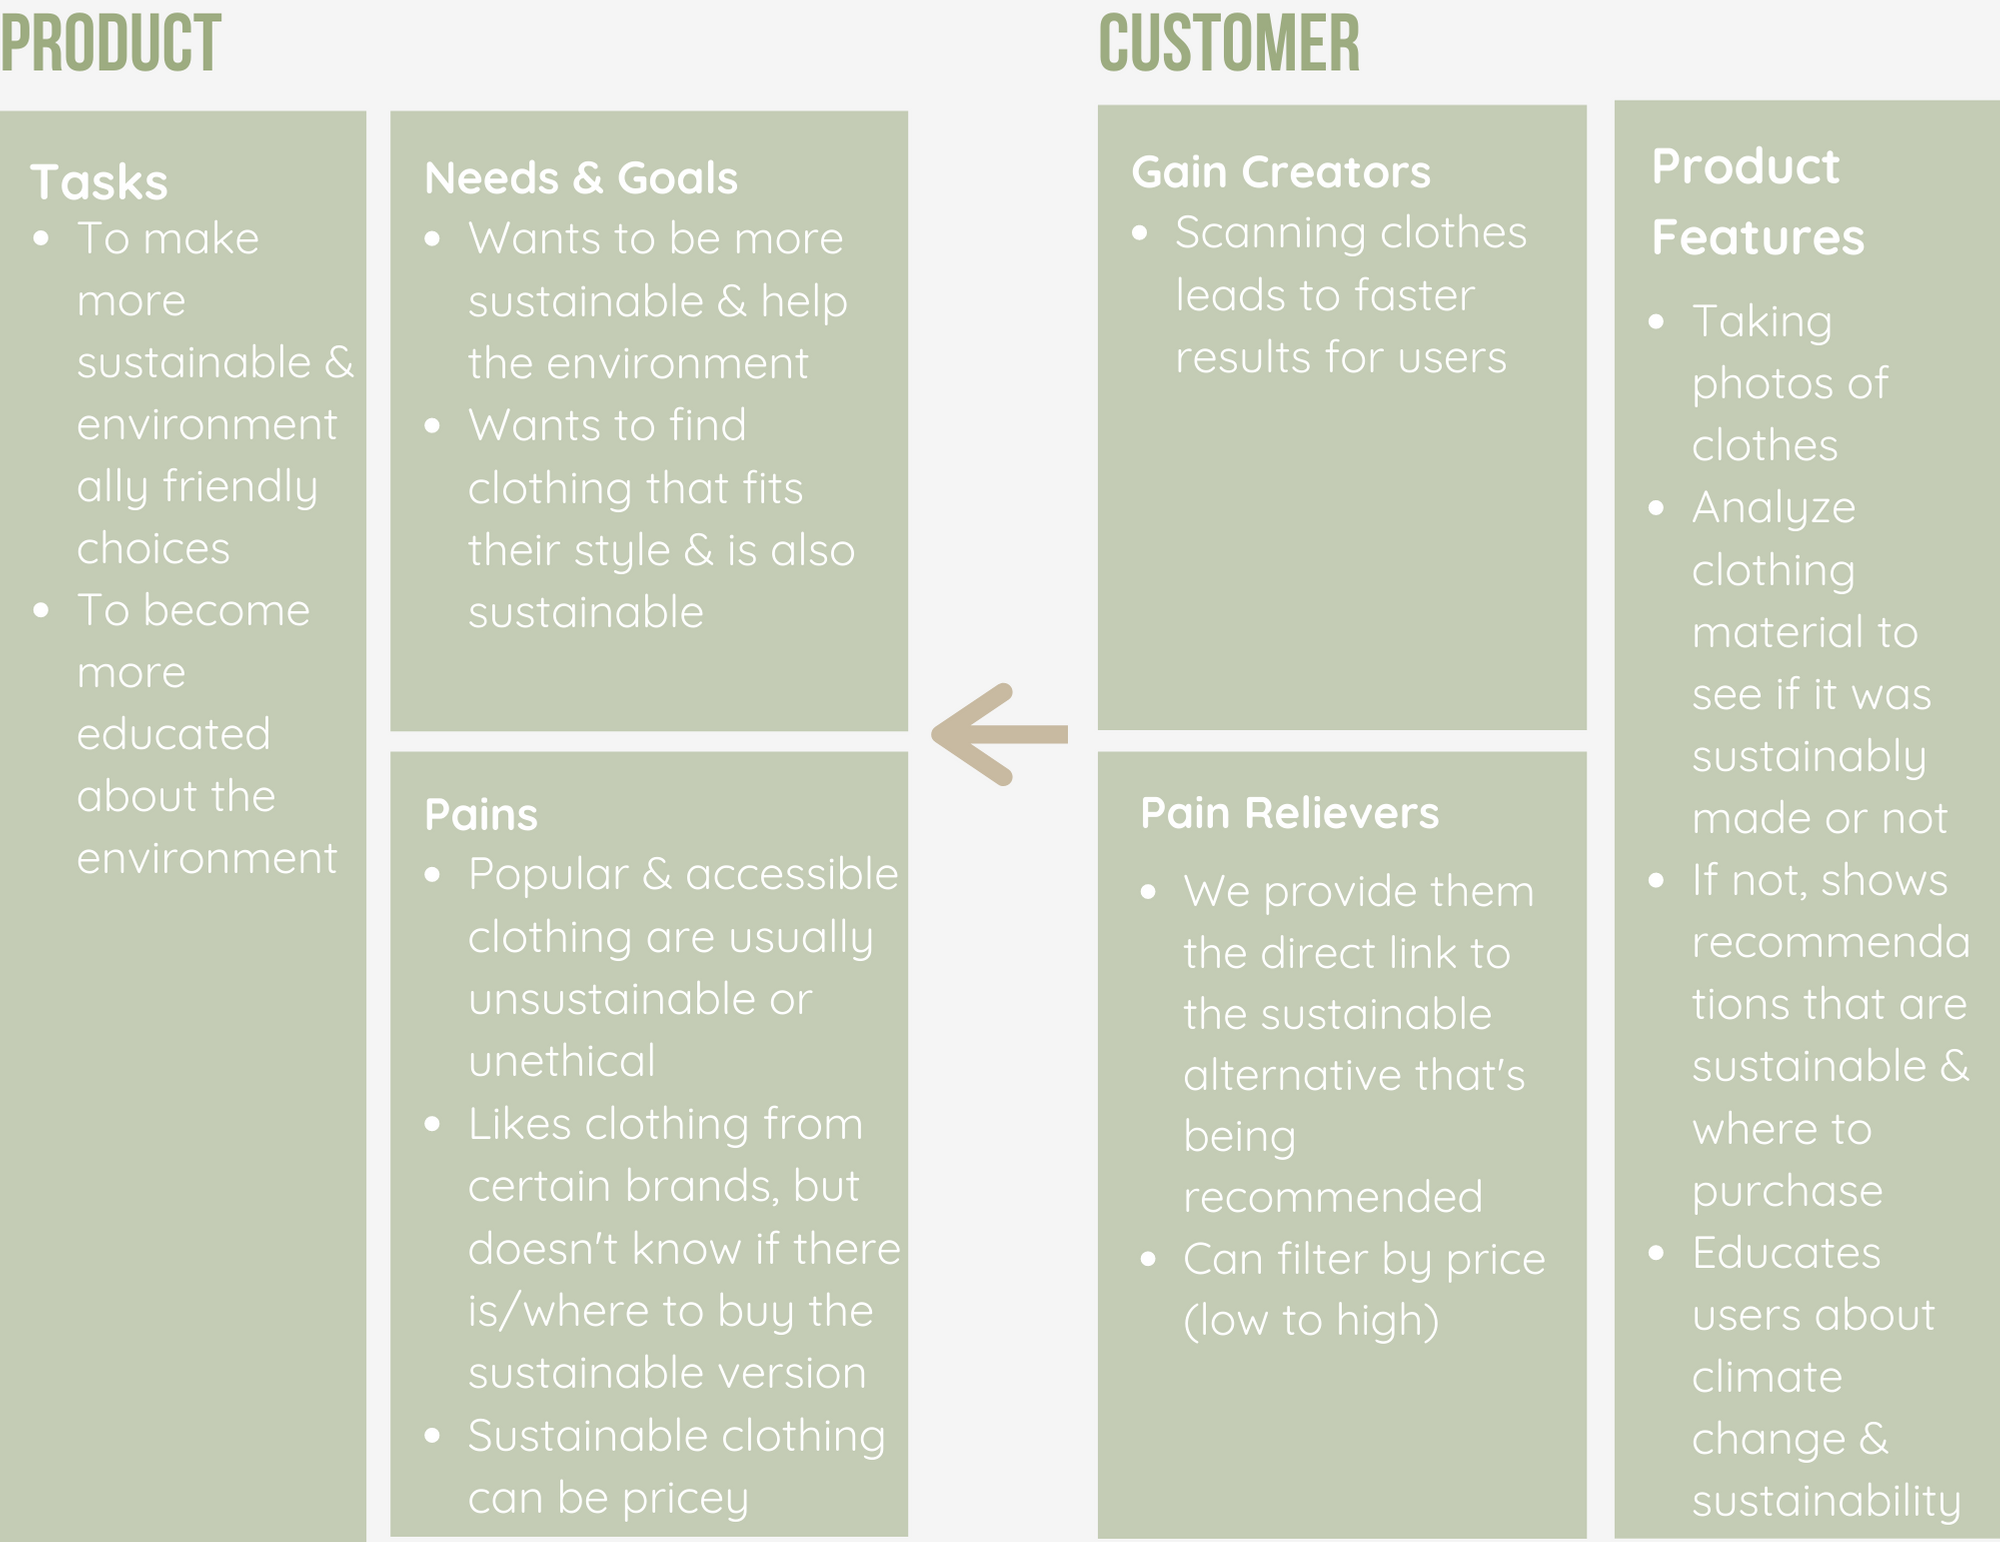 PRODUCT
Tasks
To make
more
sustainable &
environment
ally friendly
choices
To become
more
educated
about the
environment
Needs & Goals
Wants to be more
sustainable & help
the environment
Wants to find
clothing that fits
their style & is also
sustainable
Pains
Popular & accessible
clothing are usually
unsustainable or
unethical
Likes clothing from
certain brands, but
doesn't know if there
is/where to buy the
sustainable version
Sustainable clothing
can be pricey
CUSTOMER
Gain Creators
Scanning clothes
leads to faster
results for users
Pain Relievers
We provide them
the direct link to
the sustainable
alternative that's
being
recommended
Can filter by price
(low to high)
Product
Features
Taking
photos of
clothes
Analyze
clothing
material to
see if it was
sustainably
made or not
If not, shows
recommenda
tions that are
sustainable &
where to
purchase
Educates
users about
climate
change &
sustainability